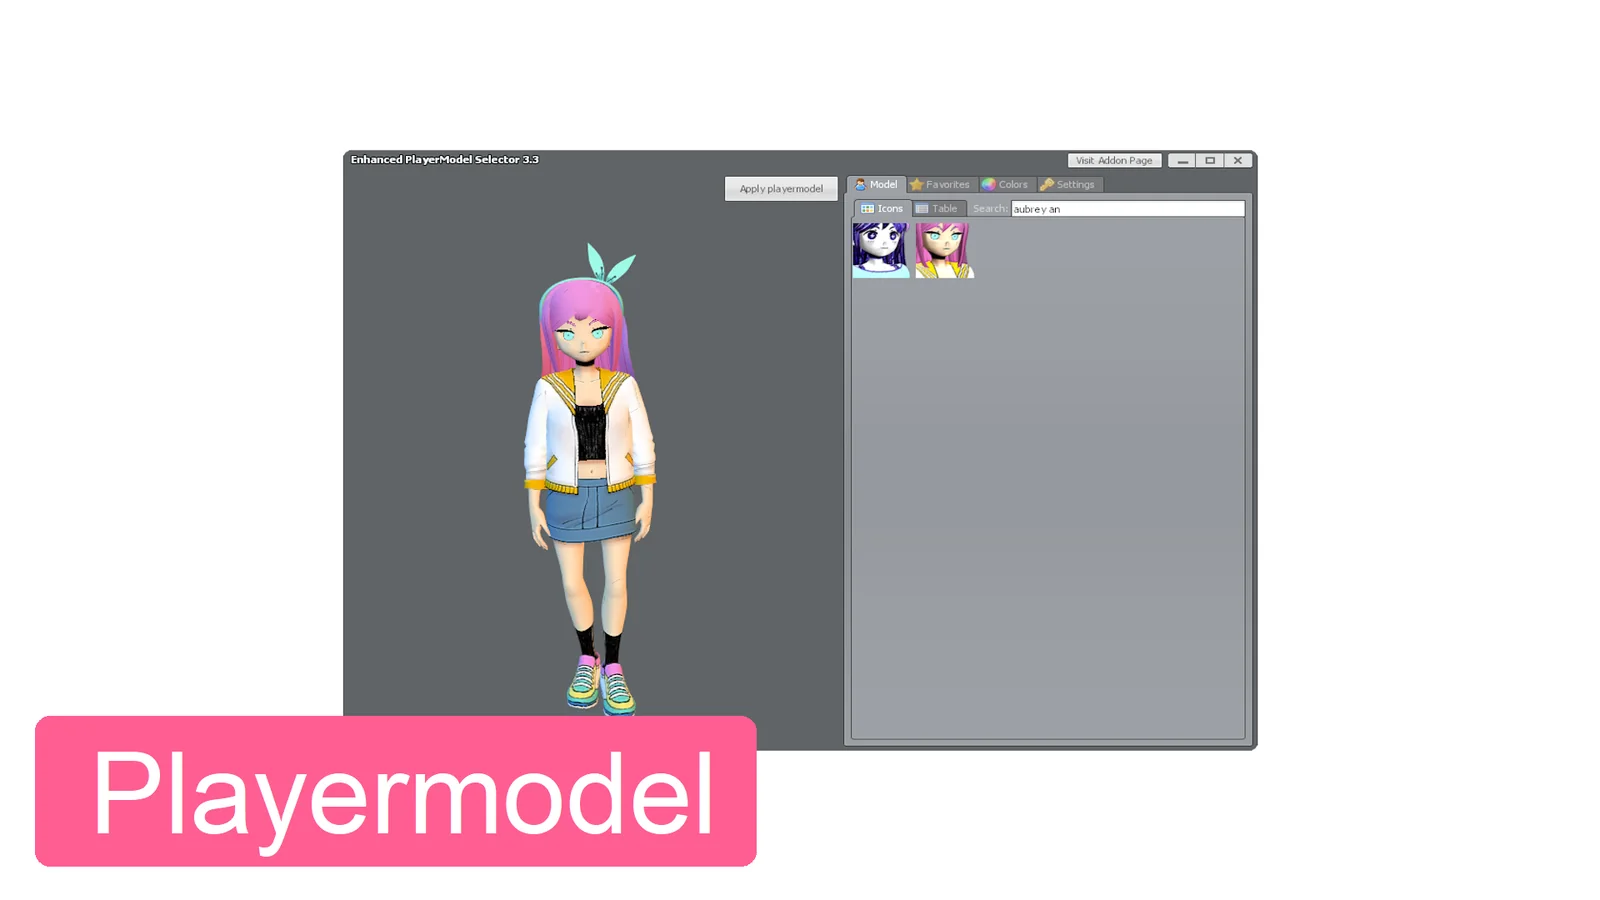 Enhanced PlayerModel Selector 3.3
Visit Addon Page
Apply playermodel
Model
Favorites
Colors
Settings
Icons
Table
Search:
aubrey an
Playermodel